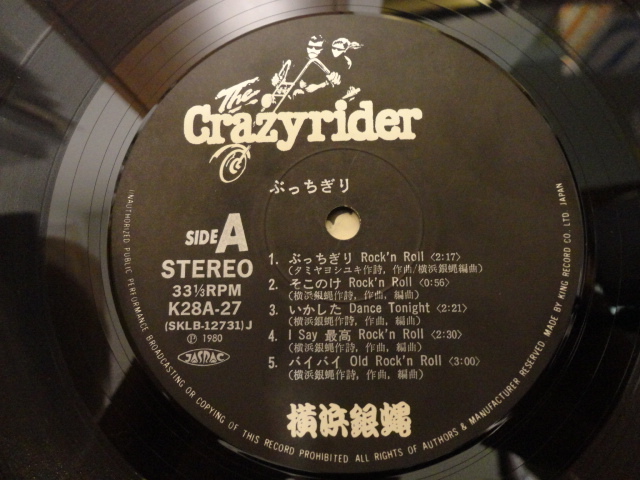 The
Crazyrider
ぶっちぎり
SIDE A
STEREO
33⅓RPM
K28A-27
(SKLB-12731)J
Ⓟ 1980
JASRAC
1. ぶっちぎり Rock'n Roll <2:17>
(タミヤヨシユキ作詩, 作曲/横浜銀蝿編曲)
2. そこのけ Rock'n Roll <0:56>
(横浜銀蝿作詩, 作曲, 編曲)
3. いかした Dance Tonight <2:21>
(横浜銀蝿作詩, 作曲, 編曲)
4. I Say 最高 Rock'n Roll <2:30>
(横浜銀蝿作詩, 作曲, 編曲)
5. バイバイ Old Rock'n Roll <3:00>
(横浜銀蝿作詩, 作曲, 編曲)
横浜銀蝿
UNAUTHORIZED PUBLIC PERFORMANCE BROADCASTING OR COPYING OF THIS RECORD PROHIBITED ALL RIGHTS OF AUTHORS & MANUFACTURER RESERVED MADE BY KING RECORD CO. LTD. JAPAN